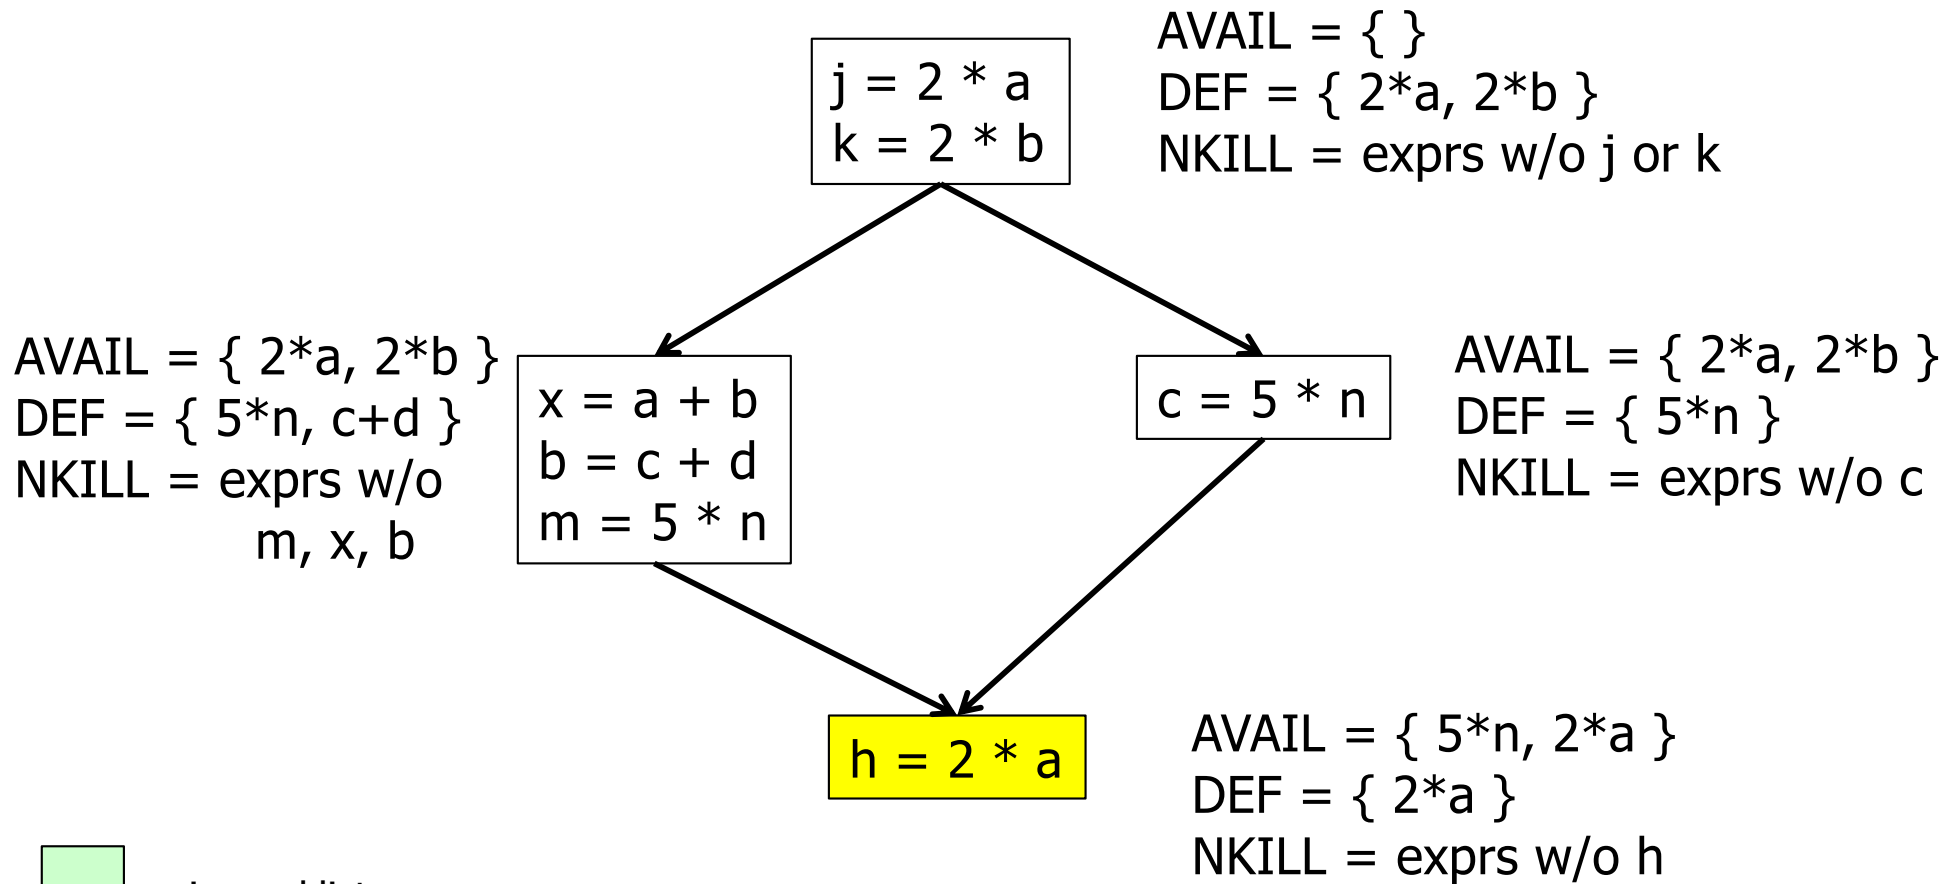 j = 2 * a
k = 2 * b
AVAIL = { }
DEF = { 2*a, 2*b }
NKILL = exprs w/o j or k
AVAIL = { 2*a, 2*b }
DEF = { 5*n, c+d }
NKILL = exprs w/o
m, x, b
x = a + b
b = c + d
m = 5 * n
c = 5 * n
AVAIL = { 2*a, 2*b }
DEF = { 5*n }
NKILL = exprs w/o c
h = 2 * a
AVAIL = { 5*n, 2*a }
DEF = { 2*a }
NKILL = exprs w/o h